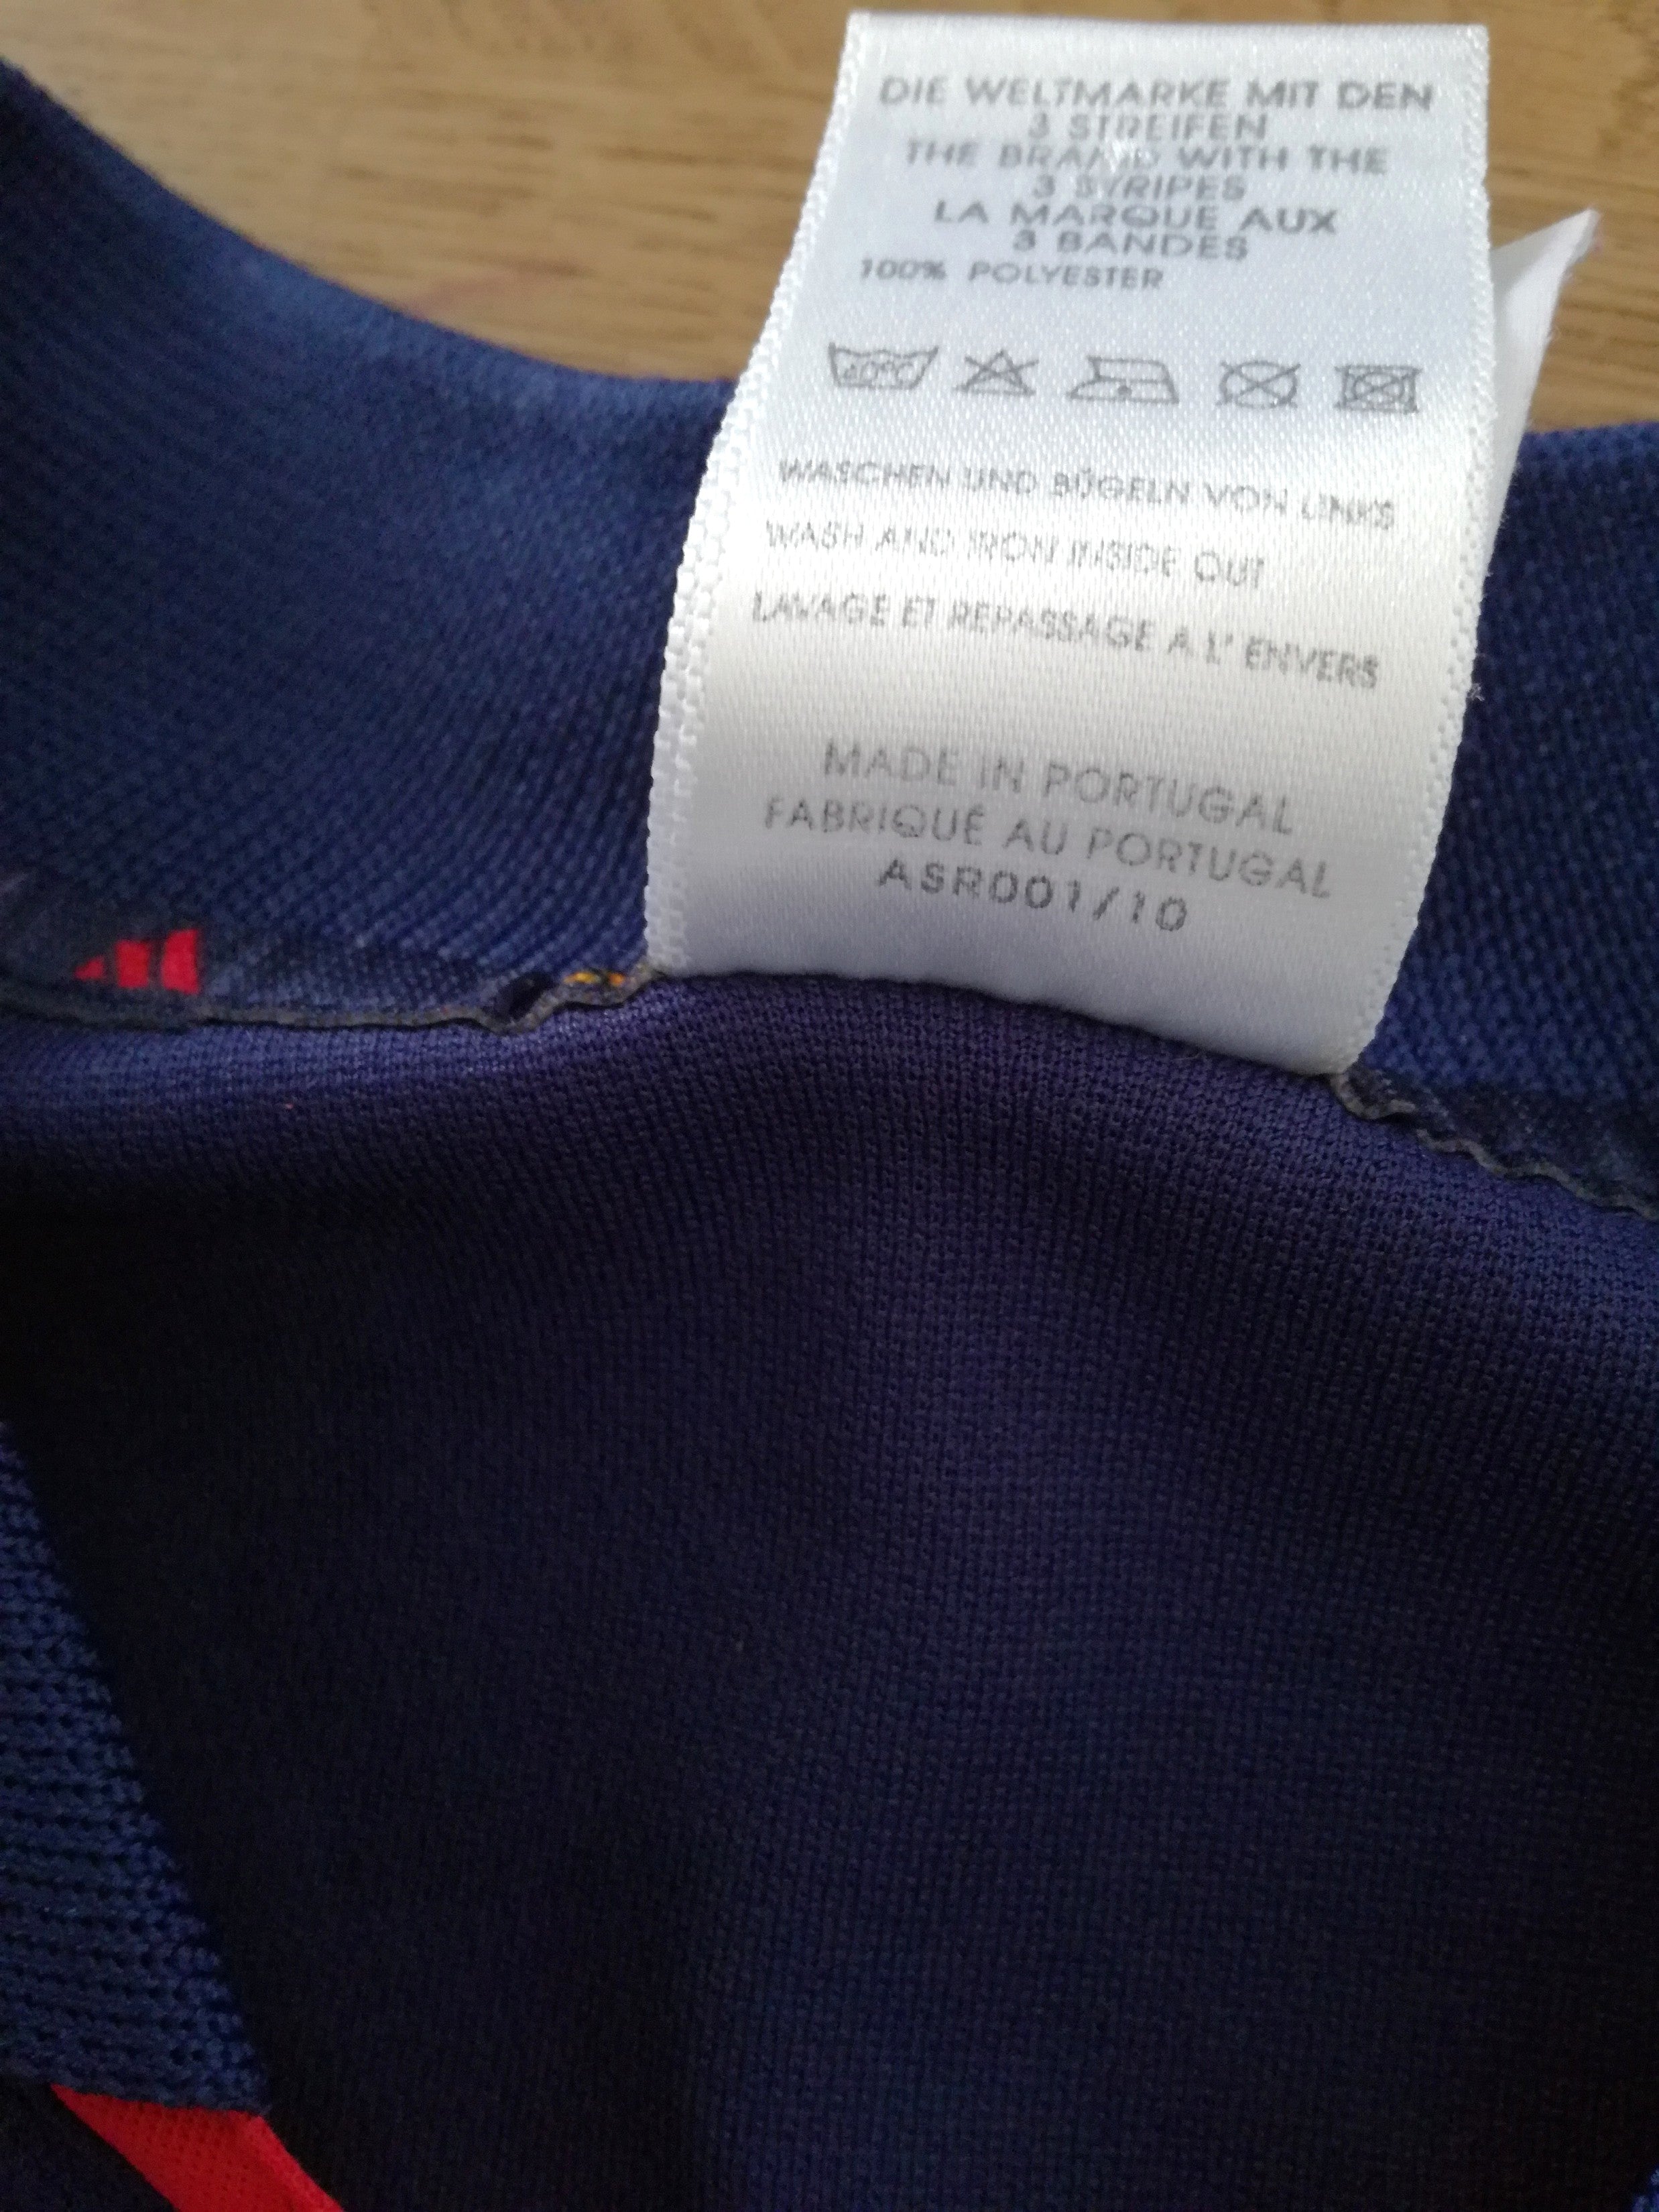 DIE WELTMARKE MIT DEN
3 STREIFEN
THE BRAND WITH THE
3 STRIPES
LA MARQUE AUX
3 BANDES
100% POLYESTER
40°C
WASCHEN UND BÜGELN VON LINKS
WASH AND IRON INSIDE OUT
LAVAGE ET REPASSAGE A L' ENVERS
MADE IN PORTUGAL
FABRIQUÉ AU PORTUGAL
ASR001/10